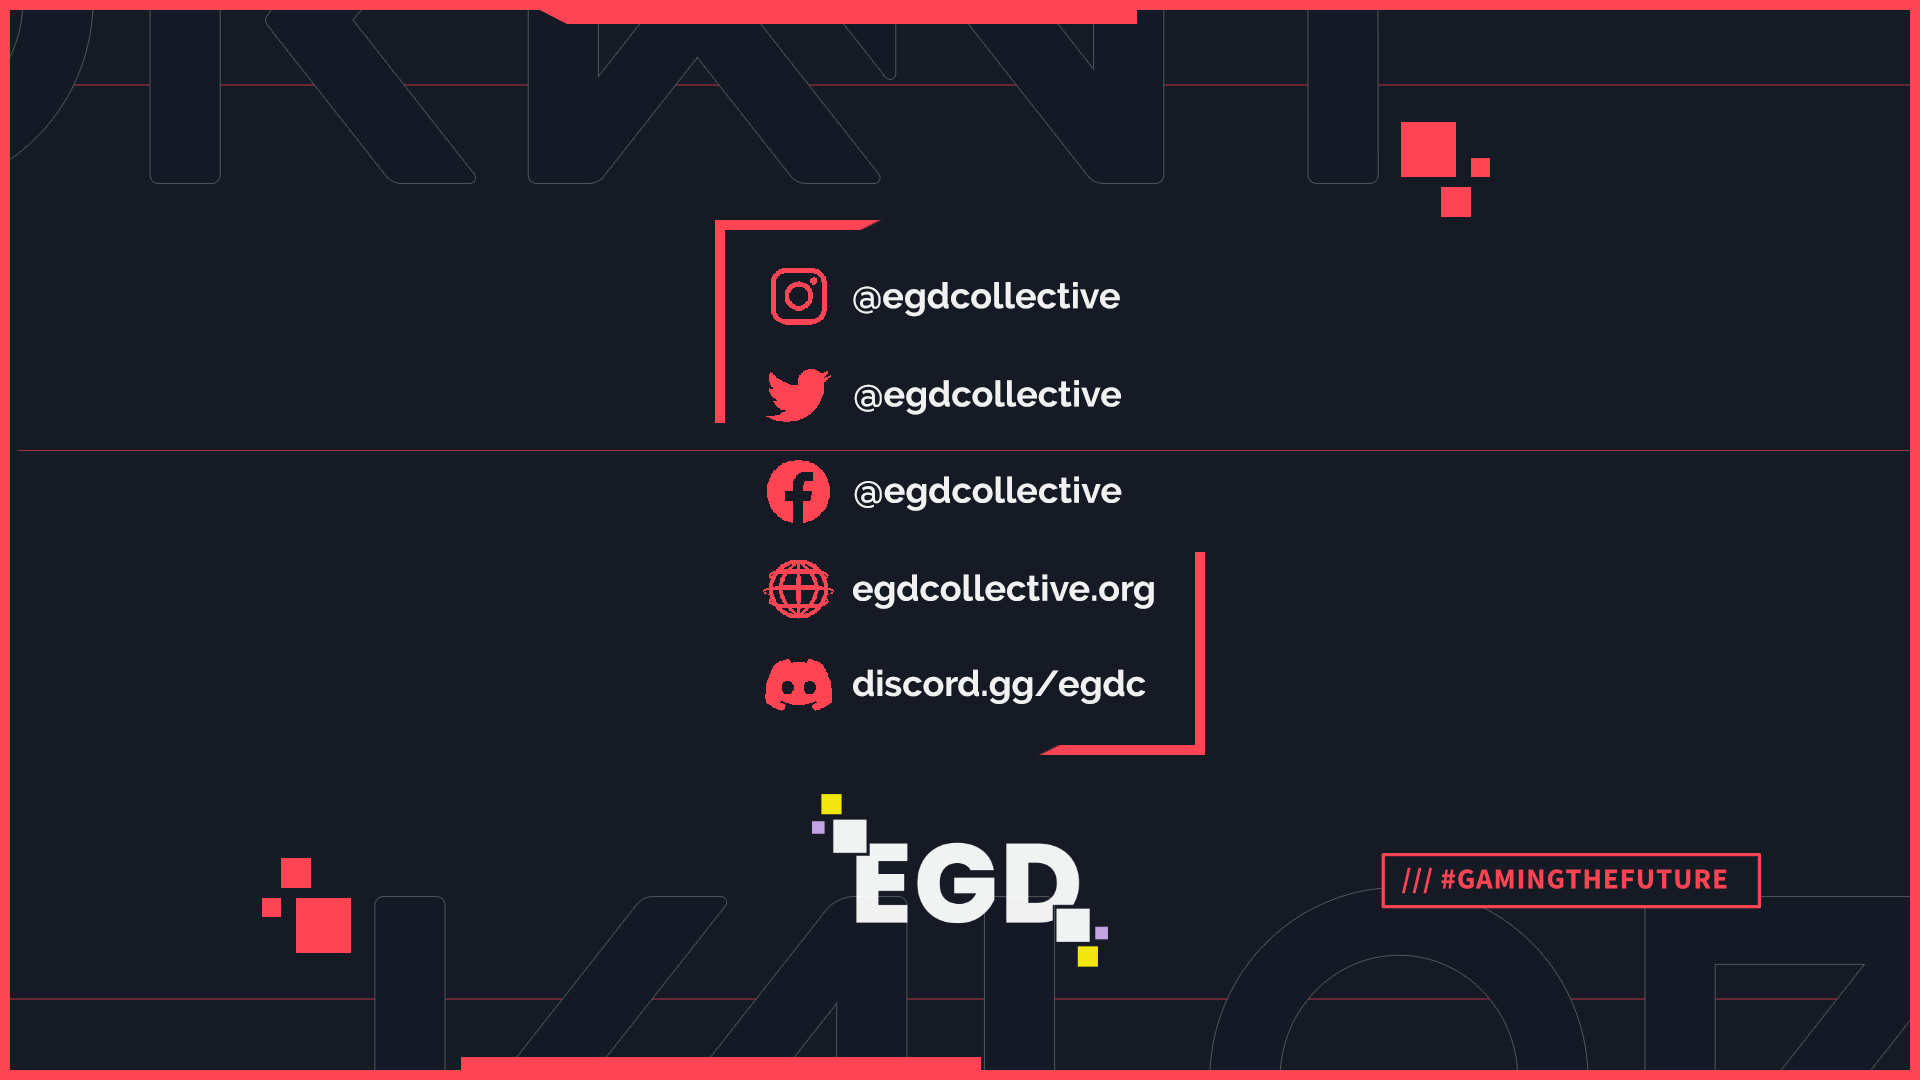 @egdcollective
@egdcollective
@egdcollective
egdcollective.org
discord.gg/egdc
EGD
/// #GAMINGTHEFUTURE